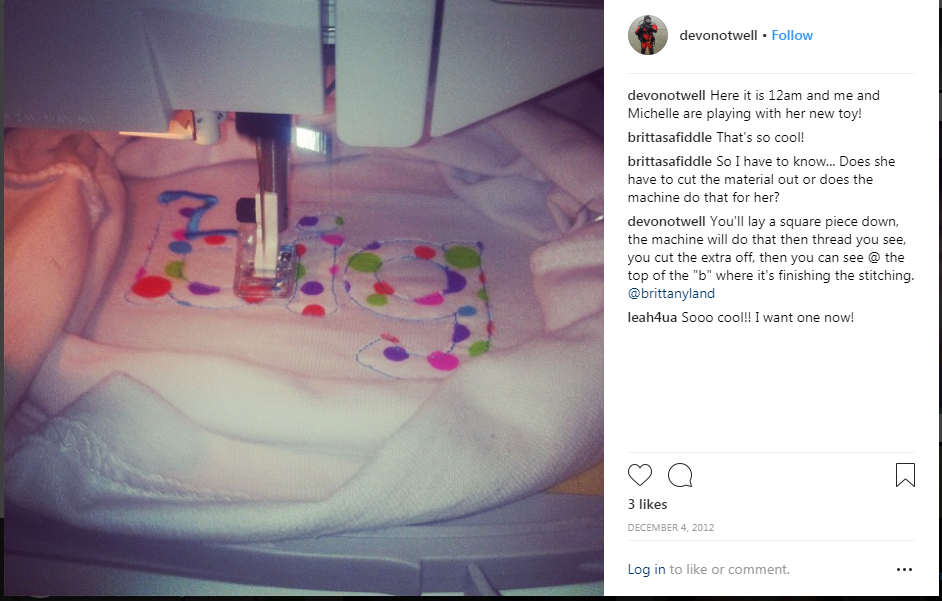 devonotwell • Follow
devonotwell Here it is 12am and me and
Michelle are playing with her new toy!
brittasafiddle That's so cool!
brittasafiddle So I have to know... Does she
have to cut the material out or does the
machine do that for her?
devonotwell You'll lay a square piece down,
the machine will do that then thread you see,
you cut the extra off, then you can see @ the
top of the "b" where it's finishing the stitching.
@brittanyland
leah4ua Sooo cool!! I want one now!
3 likes
DECEMBER 4, 2012
Log in to like or comment.
big